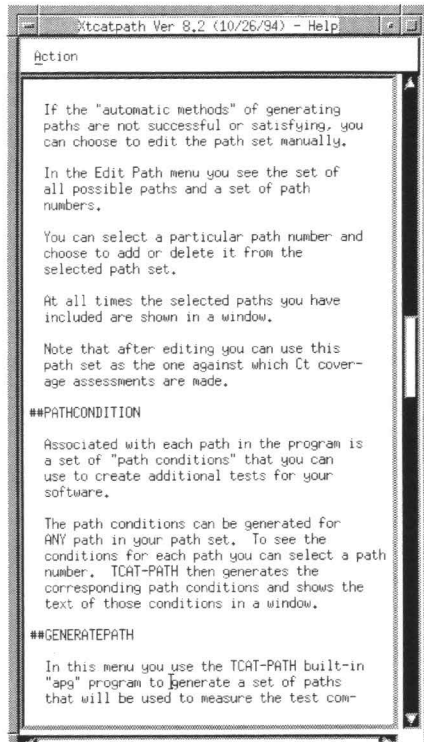 Xtcatpath Ver 8.2 (10/26/94) - Help
Action
If the "automatic methods" of generating
paths are not successful or satisfying, you
can choose to edit the path set manually.
In the Edit Path menu you see the set of
all possible paths and a set of path
numbers.
You can select a particular path number and
choose to add or delete it from the
selected path set.
At all times the selected paths you have
included are shown in a window.
Note that after editing you can use this
path set as the one against which Ct cover-
age assessments are made.
##PATHCONDITION
Associated with each path in the program is
a set of "path conditions" that you can
use to create additional tests for your
software.
The path conditions can be generated for
ANY path in your path set.  To see the
conditions for each path you can select a path
number.  TCAT-PATH then generates the
corresponding path conditions and shows the
text of those conditions in a window.
##GENERATEPATH
In this menu you use the TCAT-PATH built-in
"apg" program to generate a set of paths
that will be used to measure the test com-